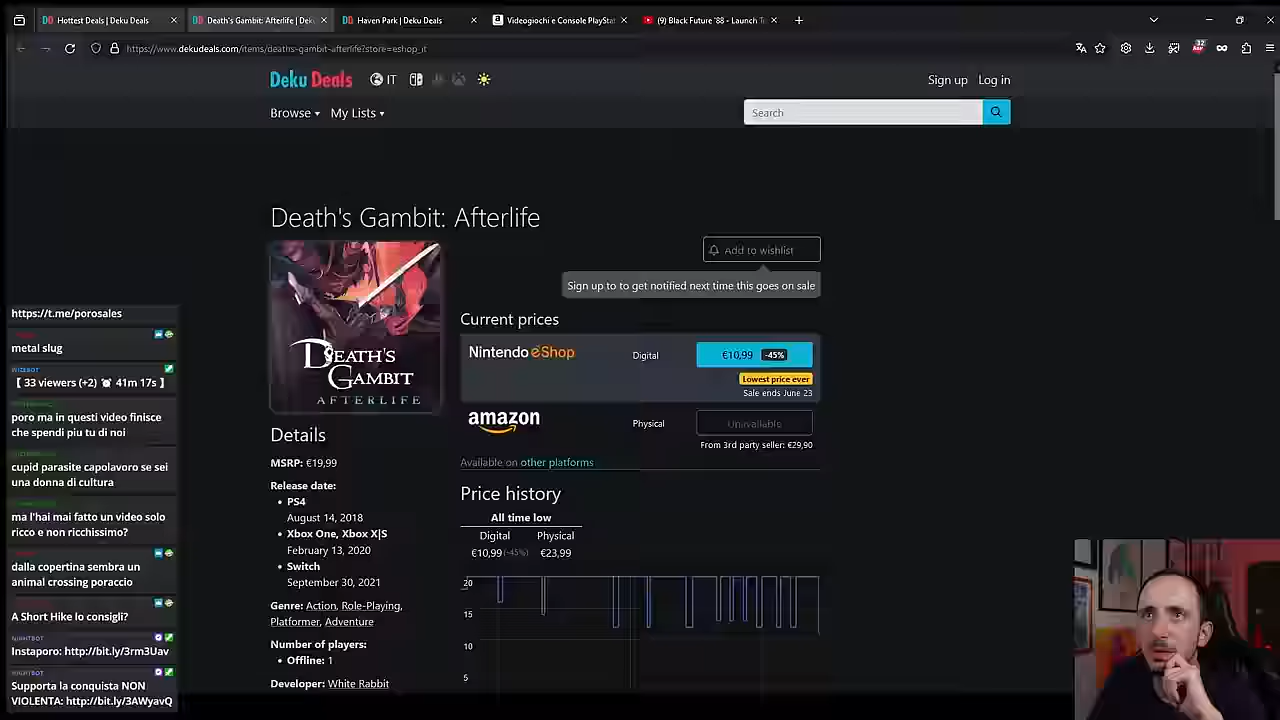 Hottest Deals | Deku Deals
Death's Gambit: Afterlife | Deku
Haven Park | Deku Deals
Videogiochi e Console PlaySta
(9) Black Future '88 - Launch T
https://www.dekudeals.com/items/deaths-gambit-afterlife?store=eshop_it
Deku Deals
IT
Sign up
Log in
Browse
My Lists
Search
Death's Gambit: Afterlife
Add to wishlist
Sign up to to get notified next time this goes on sale
DEATH'S
GAMBIT
AFTERLIFE
Current prices
Nintendo eShop
Digital
€10,99 -45%
Lowest price ever
Sale ends June 23
amazon
Physical
Unavailable
From 3rd party seller: €29,90
Available on other platforms
Price history
All time low
Digital
Physical
€10,99 (-45%)
€23,99
20
15
10
5
Details
MSRP: €19,99
Release date:
PS4
August 14, 2018
Xbox One, Xbox X|S
February 13, 2020
Switch
September 30, 2021
Genre: Action, Role-Playing,
Platformer, Adventure
Number of players:
Offline: 1
Developer: White Rabbit
https://t.me/porosales
metal slug
WIZEBOT
【 33 viewers (+2) ⏰ 41m 17s 】
poro ma in questi video finisce
che spendi piu tu di noi
cupid parasite capolavoro se sei
una donna di cultura
ma l'hai mai fatto un video solo
ricco e non ricchissimo?
dalla copertina sembra un
animal crossing poraccio
A Short Hike lo consigli?
NIGHTBOT
Instaporo: http://bit.ly/3rm3Uav
NIGHTBOT
Supporta la conquista NON
VIOLENTA: http://bit.ly/3AWyavQ